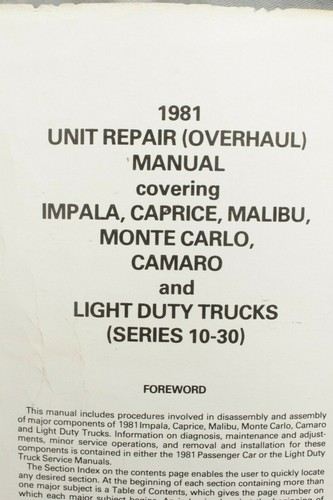 1981
UNIT REPAIR (OVERHAUL)
MANUAL
covering
IMPALA, CAPRICE, MALIBU,
MONTE CARLO,
CAMARO
and
LIGHT DUTY TRUCKS
(SERIES 10-30)
FOREWORD
This manual includes procedures involved in disassembly and assembly
of major components of 1981 Impala, Caprice, Malibu, Monte Carlo, Camaro
and Light Duty Trucks. Information on diagnosis, maintenance and adjust-
ments, minor service operations, and removal and installation for these
components is contained in either the 1981 Passenger Car or the Light Duty
Truck Service Manuals.
The Section Index on the contents page enables the user to quickly locate
any desired section. At the beginning of each section containing more than
one major subject is a Table of Contents, which gives the page number on
which each major subject begins.